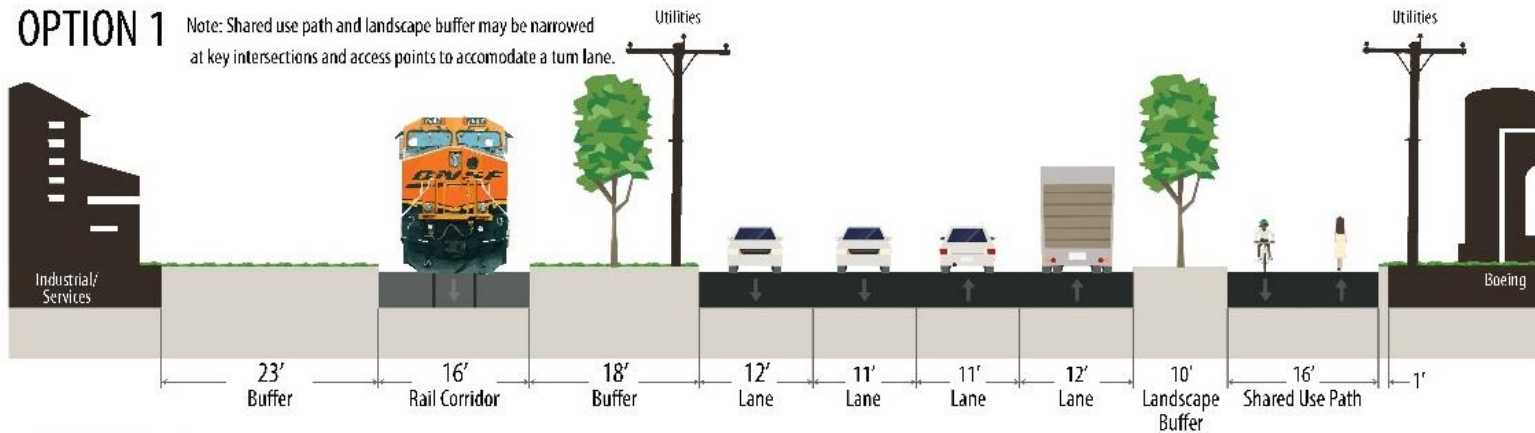 OPTION 1
Note: Shared use path and landscape buffer may be narrowed
at key intersections and access points to accomodate a turn lane.
Utilities
Utilities
BNSF
Industrial/
Services
Boeing
23'
Buffer
16'
Rail Corridor
18'
Buffer
12'
Lane
11'
Lane
11'
Lane
12'
Lane
10'
Landscape
Buffer
16'
Shared Use Path
1'